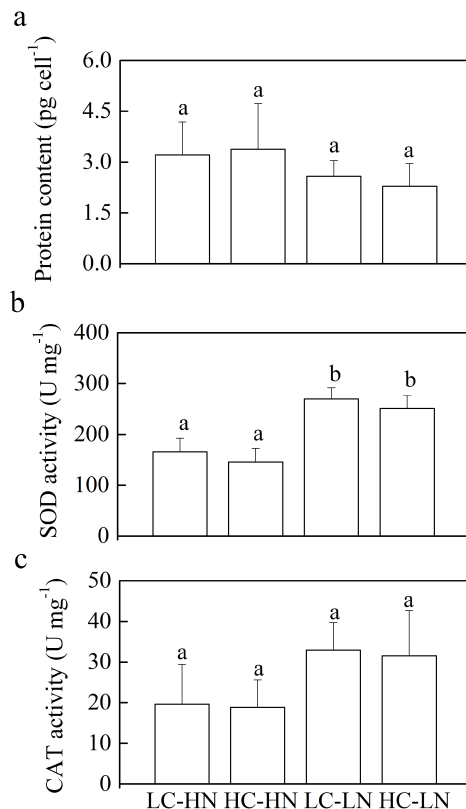 a
Protein content (pg cell⁻¹)
6.0
4.5
3.0
1.5
0.0
a a a a
b
SOD activity (U mg⁻¹)
400
300
200
100
0
a a b b
c
CAT activity (U mg⁻¹)
50
40
30
20
10
0
a a a a
LC-HN HC-HN LC-LN HC-LN